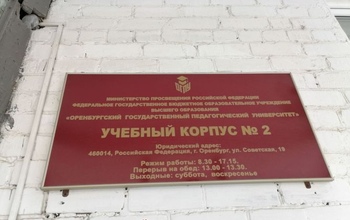 МИНИСТЕРСТВО ПРОСВЕЩЕНИЯ РОССИЙСКОЙ ФЕДЕРАЦИИ
ФЕДЕРАЛЬНОЕ ГОСУДАРСТВЕННОЕ БЮДЖЕТНОЕ ОБРАЗОВАТЕЛЬНОЕ УЧРЕЖДЕНИЕ
ВЫСШЕГО ОБРАЗОВАНИЯ
«ОРЕНБУРГСКИЙ ГОСУДАРСТВЕННЫЙ ПЕДАГОГИЧЕСКИЙ УНИВЕРСИТЕТ»
УЧЕБНЫЙ КОРПУС № 2
Юридический адрес:
460014, Российская Федерация, г. Оренбург, ул. Советская, 19
Режим работы: 8.30 - 17.15.
Перерыв на обед: 13.00 - 13.30.
Выходные: суббота, воскресенье